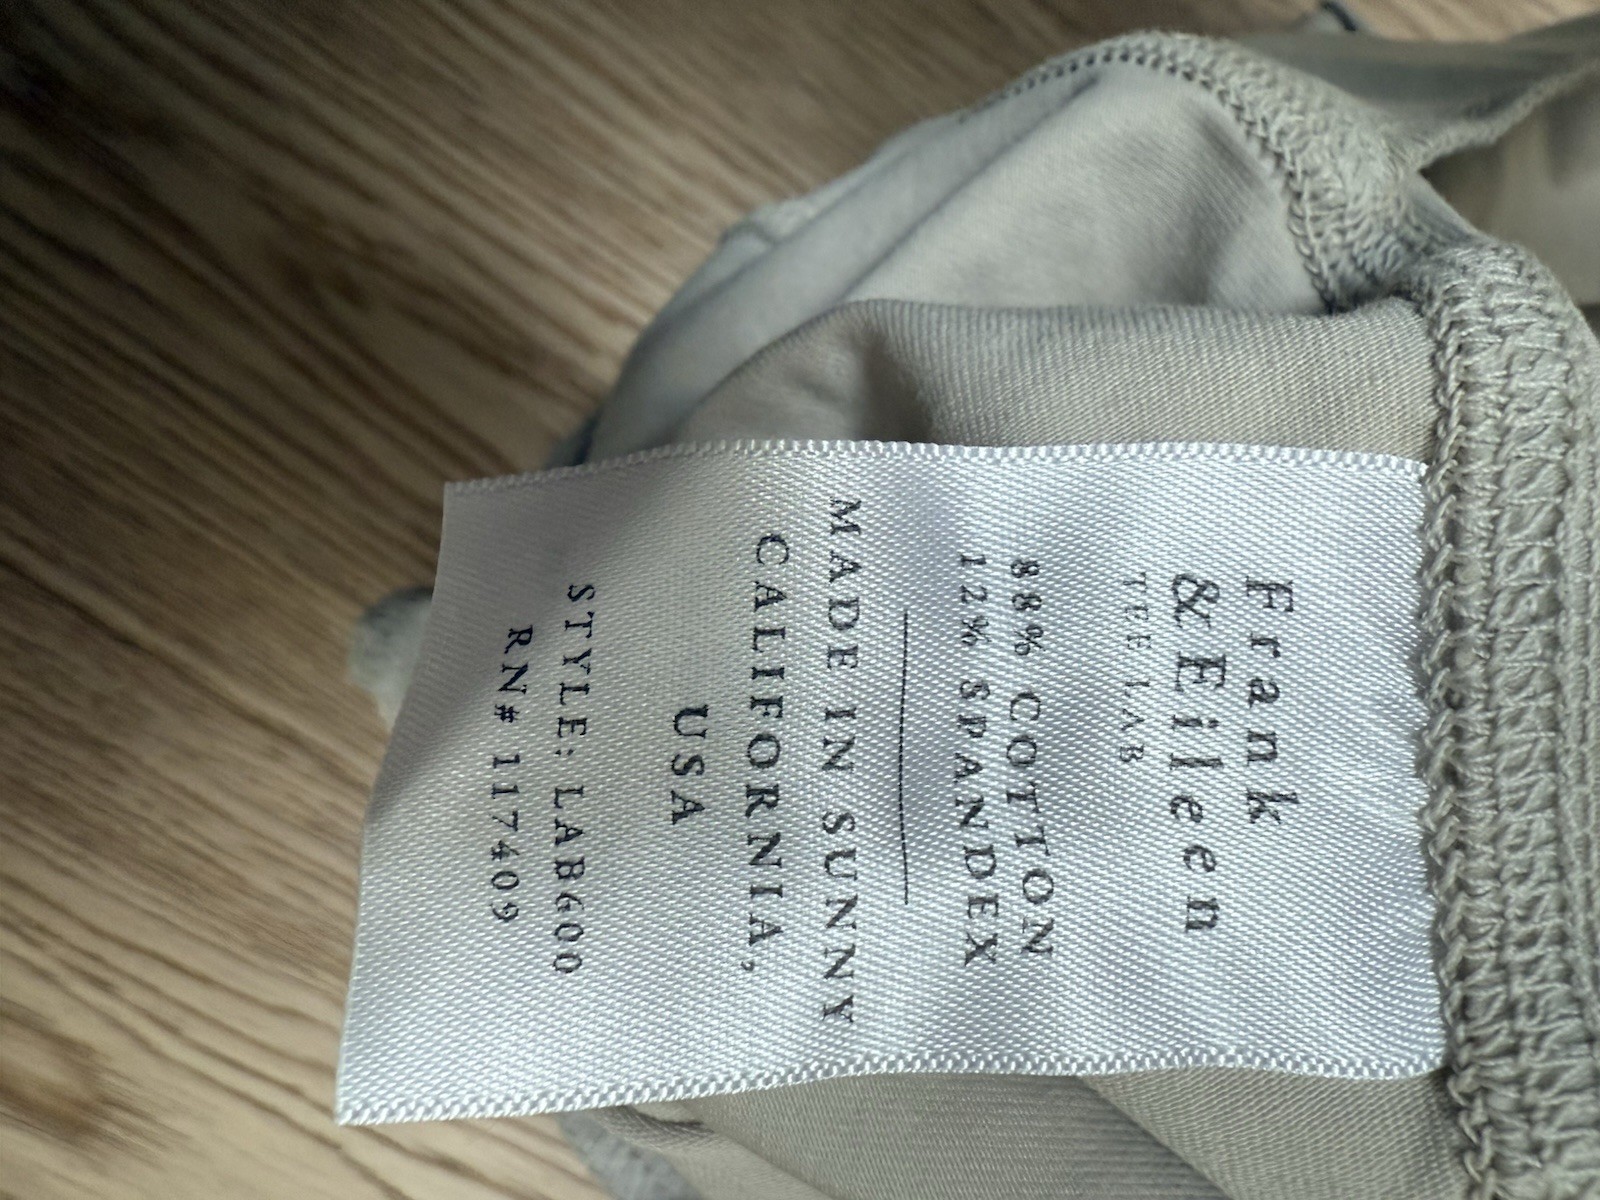 Frank
& Eileen
TEE LAB
88% COTTON
12% SPANDEX
MADE IN SUNNY
CALIFORNIA,
USA
STYLE: LAB600
RN# 117409